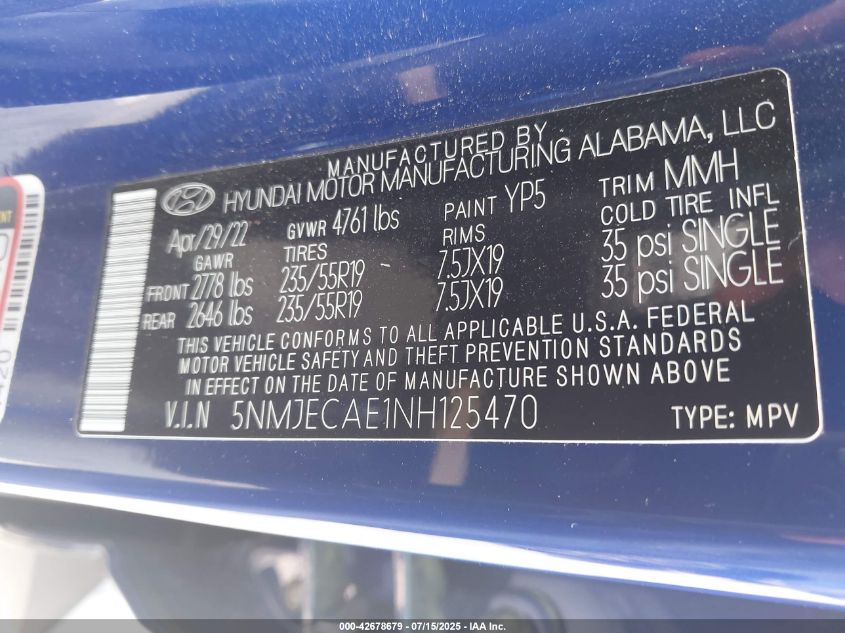 MANUFACTURED BY
HYUNDAI MOTOR MANUFACTURING ALABAMA, LLC
Apr/29/22 GVWR 4761 lbs PAINT YP5 TRIM MMH
GAWR TIRES RIMS COLD TIRE INFL
FRONT 2778 lbs 235/55R19 7.5JX19 35 psi SINGLE
REAR 2646 lbs 235/55R19 7.5JX19 35 psi SINGLE
THIS VEHICLE CONFORMS TO ALL APPLICABLE U.S.A. FEDERAL
MOTOR VEHICLE SAFETY AND THEFT PREVENTION STANDARDS
IN EFFECT ON THE DATE OF MANUFACTURE SHOWN ABOVE.
V.I.N 5NMJECAE1NH125470 TYPE: MPV
000-42678679 / 07/15/2025 - IAA Inc.